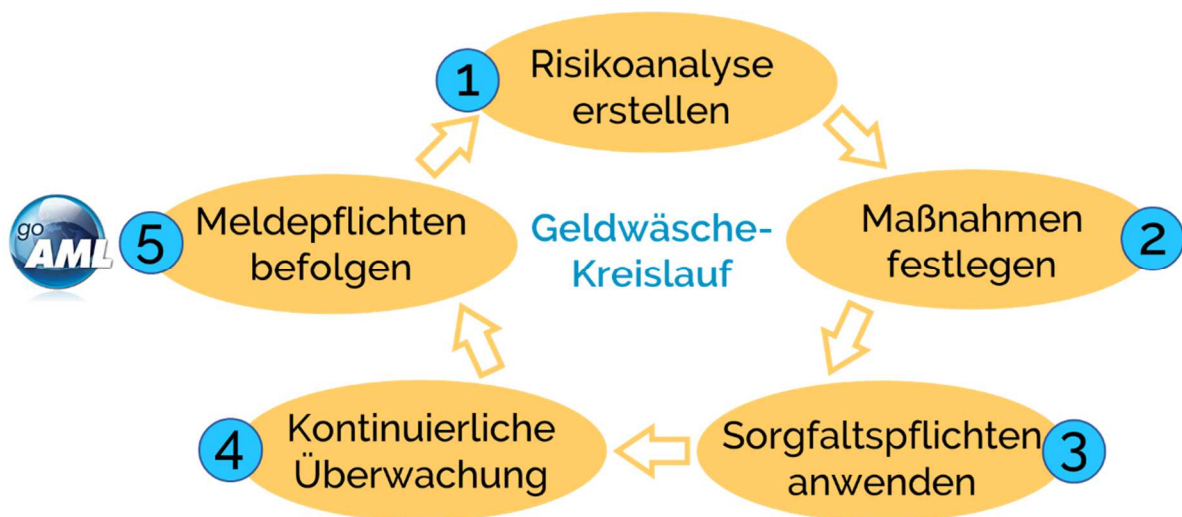 1
Risikoanalyse
erstellen
Maßnahmen
festlegen
2
Sorgfaltspflichten
anwenden
3
4
Kontinuierliche
Überwachung
go
AML
5
Meldepflichten
befolgen
Geldwäsche-
Kreislauf